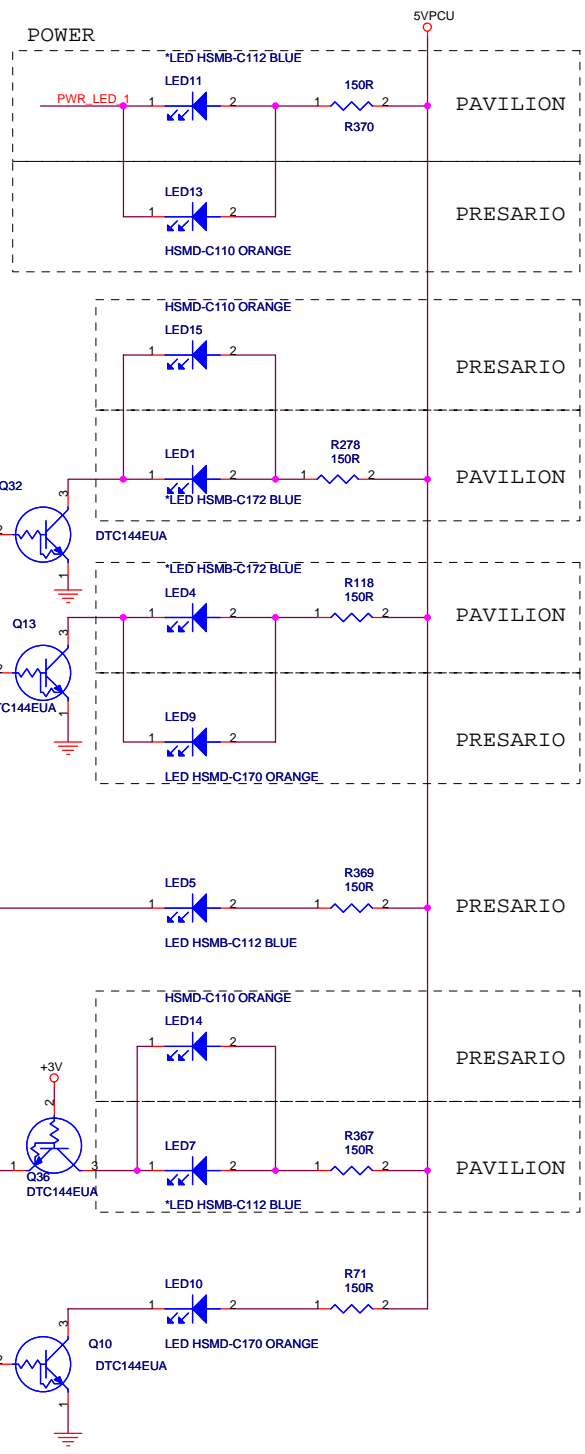 5VPCU
POWER
*LED HSMB-C112 BLUE
LED11
150R
PWR_LED_1
1
2
1
2
PAVILION
R370
LED13
1
2
PRESARIO
HSMD-C110 ORANGE
HSMD-C110 ORANGE
LED15
1
2
PRESARIO
LED1
R278
150R
1
2
1
2
PAVILION
Q32
3
*LED HSMB-C172 BLUE
2
DTC144EUA
1
*LED HSMB-C172 BLUE
LED4
R118
150R
1
2
1
2
PAVILION
Q13
3
2
TC144EUA
1
LED9
1
2
PRESARIO
LED HSMD-C170 ORANGE
LED5
R369
150R
1
2
1
2
PRESARIO
LED HSMB-C112 BLUE
HSMD-C110 ORANGE
LED14
1
2
PRESARIO
+3V
2
LED7
R367
150R
1
3
1
2
1
2
PAVILION
Q36
DTC144EUA
*LED HSMB-C112 BLUE
LED10
R71
150R
1
2
1
2
3
Q10
LED HSMD-C170 ORANGE
2
DTC144EUA
1